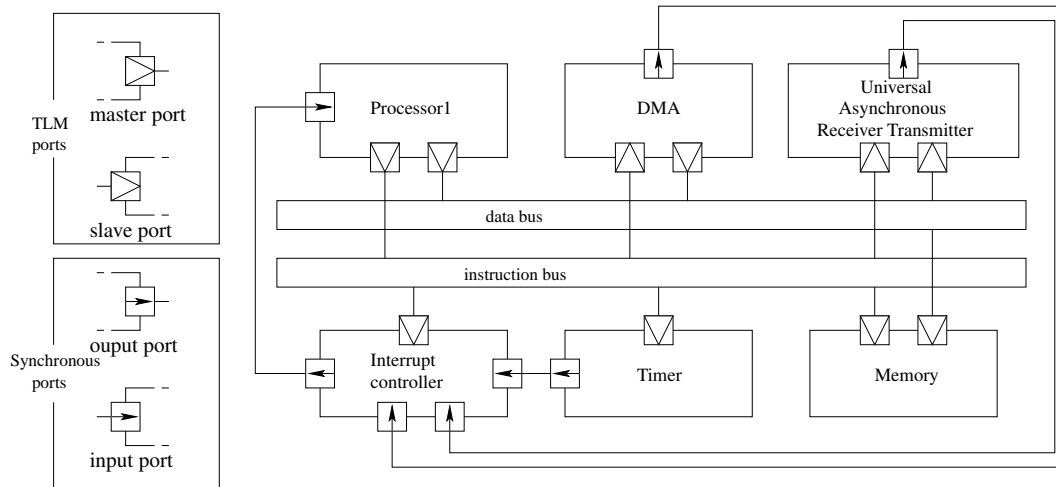 master port
TLM
ports
slave port
ouput port
Synchronous
ports
input port
Processor1
DMA
Universal
Asynchronous
Receiver Transmitter
data bus
instruction bus
Interrupt
controller
Timer
Memory